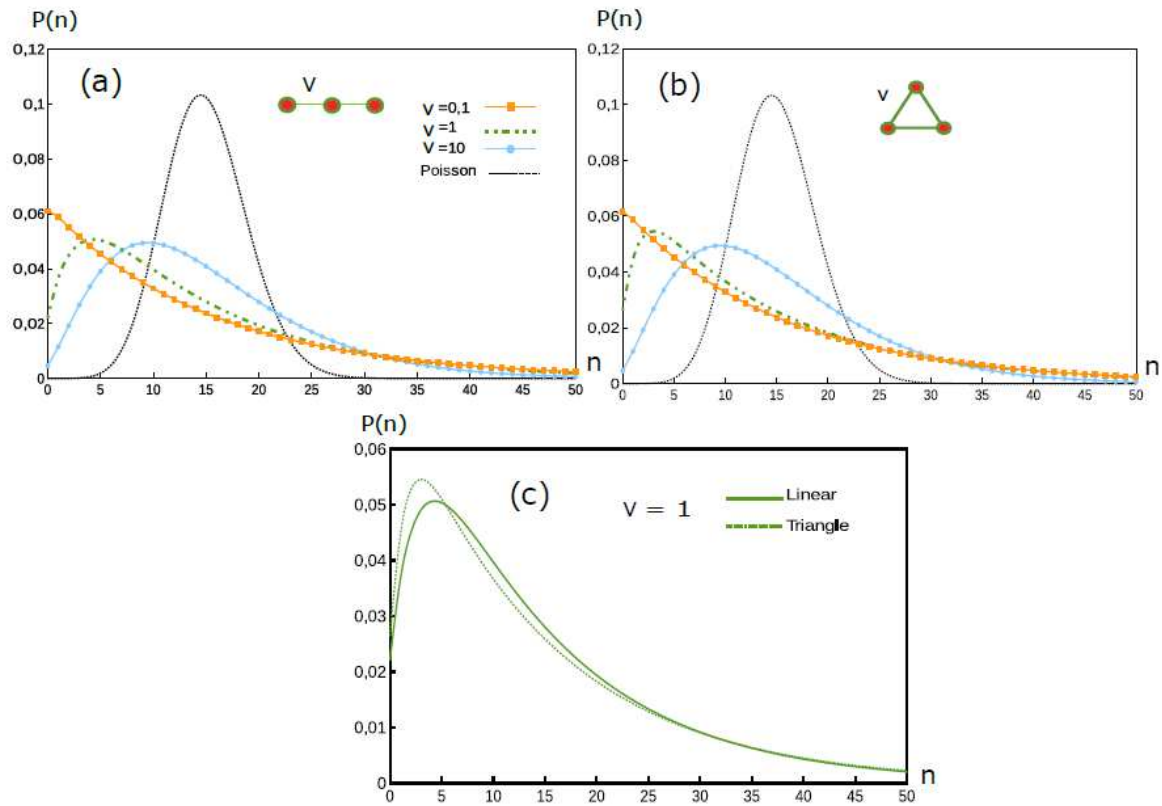 P(n)
0,12
0,1
0,08
0,06
0,04
0,02
0
(a)
V
V =0,1
V =1
V =10
Poisson
0 5 10 15 20 25 30 35 40 45 50
n
P(n)
0,12
0,1
0,08
0,06
0,04
0,02
0
(b)
V
0 5 10 15 20 25 30 35 40 45 50
n
P(n)
0,06
0,05
0,04
0,03
0,02
0,01
0
(c)
V = 1
Linear
Triangle
0 5 10 15 20 25 30 35 40 45 50
n